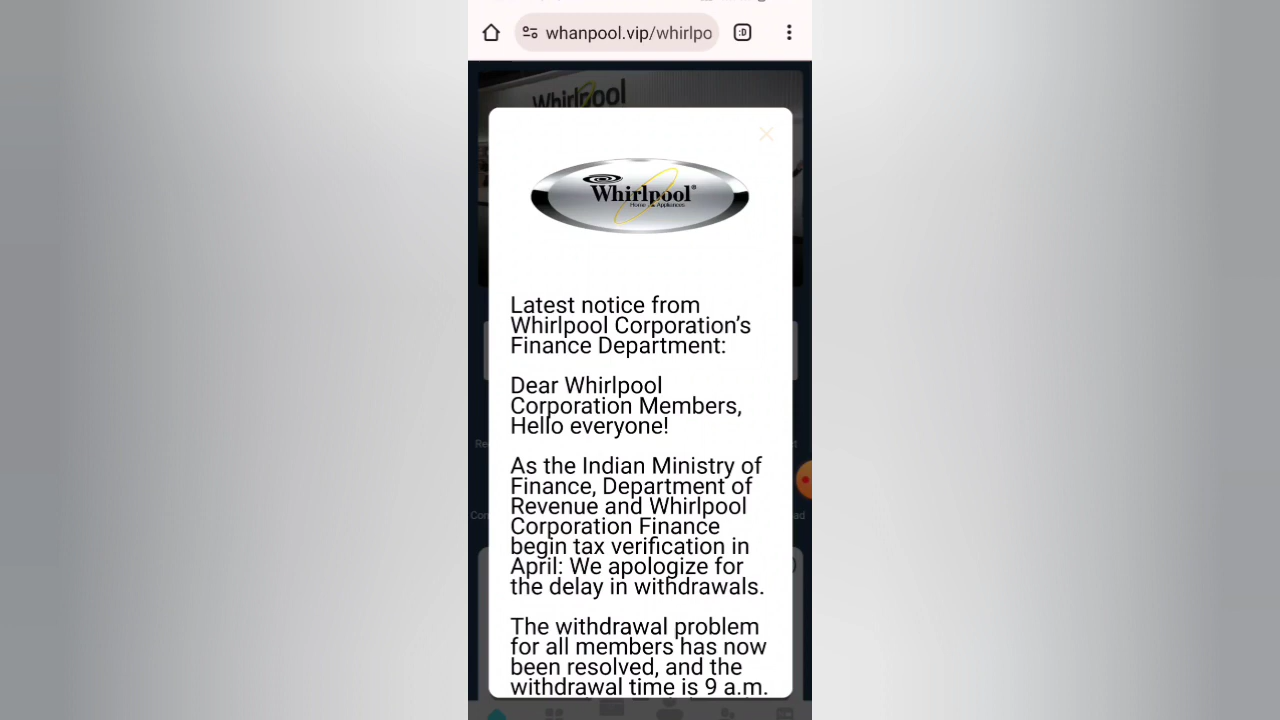 whanpool.vip/whirlpo
:D
Whirlpool
Whirlpool
Home Appliances
Latest notice from
Whirlpool Corporation’s
Finance Department:
Dear Whirlpool
Corporation Members,
Hello everyone!
As the Indian Ministry of
Finance, Department of
Revenue and Whirlpool
Corporation Finance
begin tax verification in
April: We apologize for
the delay in withdrawals.
The withdrawal problem
for all members has now
been resolved, and the
withdrawal time is 9 a.m.